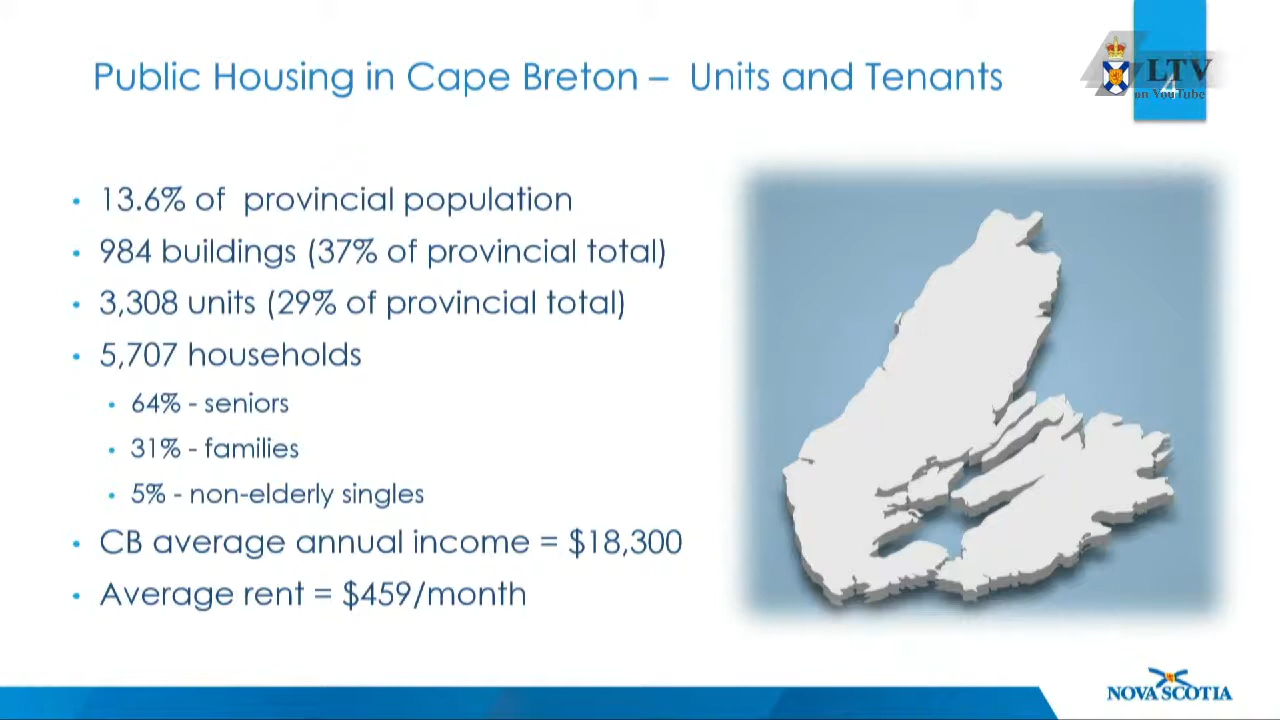 Public Housing in Cape Breton – Units and Tenants
LTV
on YouTube
4
• 13.6% of provincial population
• 984 buildings (37% of provincial total)
• 3,308 units (29% of provincial total)
• 5,707 households
• 64% - seniors
• 31% - families
• 5% - non-elderly singles
• CB average annual income = $18,300
• Average rent = $459/month
NOVA SCOTIA